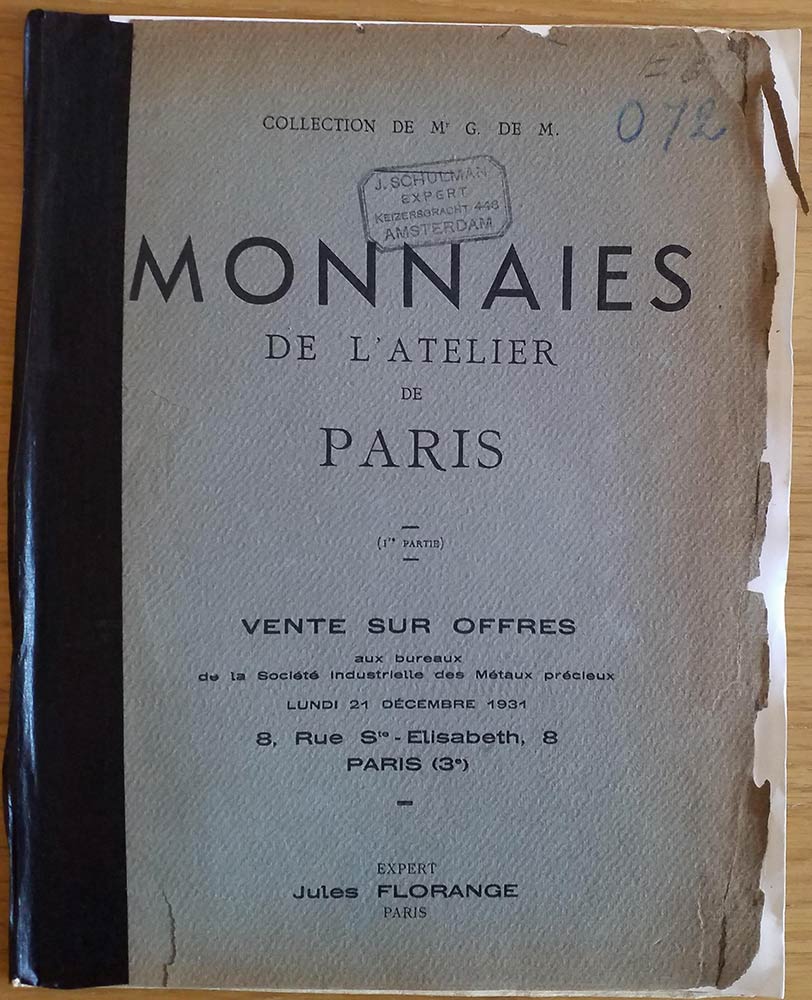 COLLECTION DE Mr G. DE M.
072
J. SCHULMAN
EXPERT
KEIZERSGRACHT 448
AMSTERDAM
MONNAIES
DE L'ATELIER
DE
PARIS
(1re PARTIE)
VENTE SUR OFFRES
aux bureaux
de la Société Industrielle des Métaux précieux
LUNDI 21 DÉCEMBRE 1931
8, Rue Ste - Elisabeth, 8
PARIS (3e)
EXPERT
Jules FLORANGE
PARIS